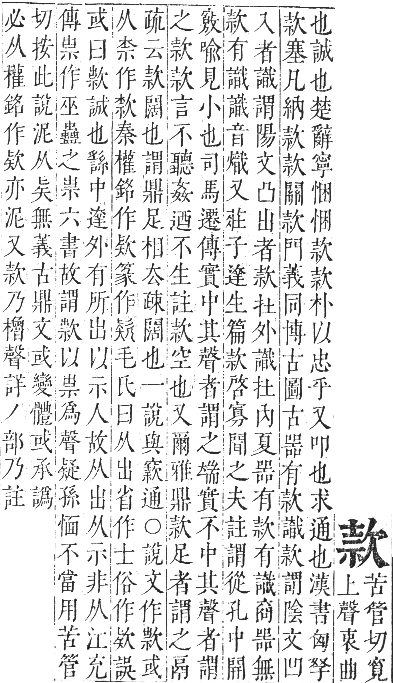 款
苦管切寬
上聲衷曲
也誠也楚辭寧悃悃款款朴以忠乎又叩也求通也漢書匈孥
款塞凡納款款關款門義同博古圖古器有款識款謂陰文凹
入者識謂陽文凸出者款在外識在內夏器有款有識商器無
款有識識音熾又莊子達生篇款啓寡聞之夫註謂從孔中開
竅喻見小也司馬遷傳實中其聲者謂之端實不中其聲者謂
之款款言不聽姦迺不生註款空也又爾雅鼎款足者謂之鬲
疏云款闊也謂鼎足相去疎闊也一說與窾通○說文作㱁或
从柰作㰲秦權銘作欵篆作毛氏曰从出省作士俗作欵誤
或曰㱁誠也繇中達外有所出以示人故从出从示非从江充
傳祟作巫蠱之祟六書故謂㱁以祟爲聲疑孫愐不當用苦管
切按此說泥从矣無義古鼎文或變體或承譌
必从權銘作欵亦泥又款乃櫓聲詳丿部乃註